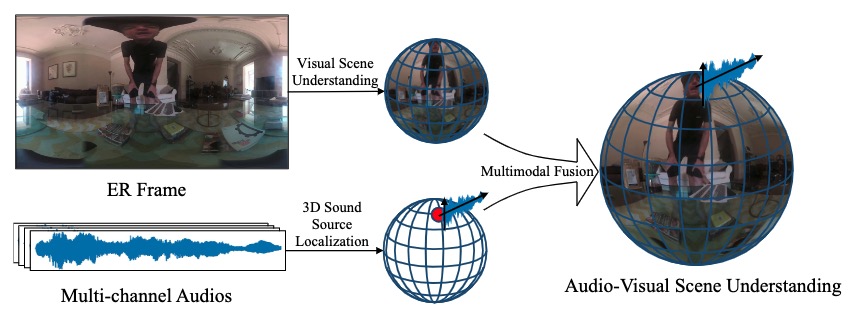 Visual Scene
Understanding
ER Frame
3D Sound
Source
Localization
Multi-channel Audios
Multimodal Fusion
Audio-Visual Scene Understanding